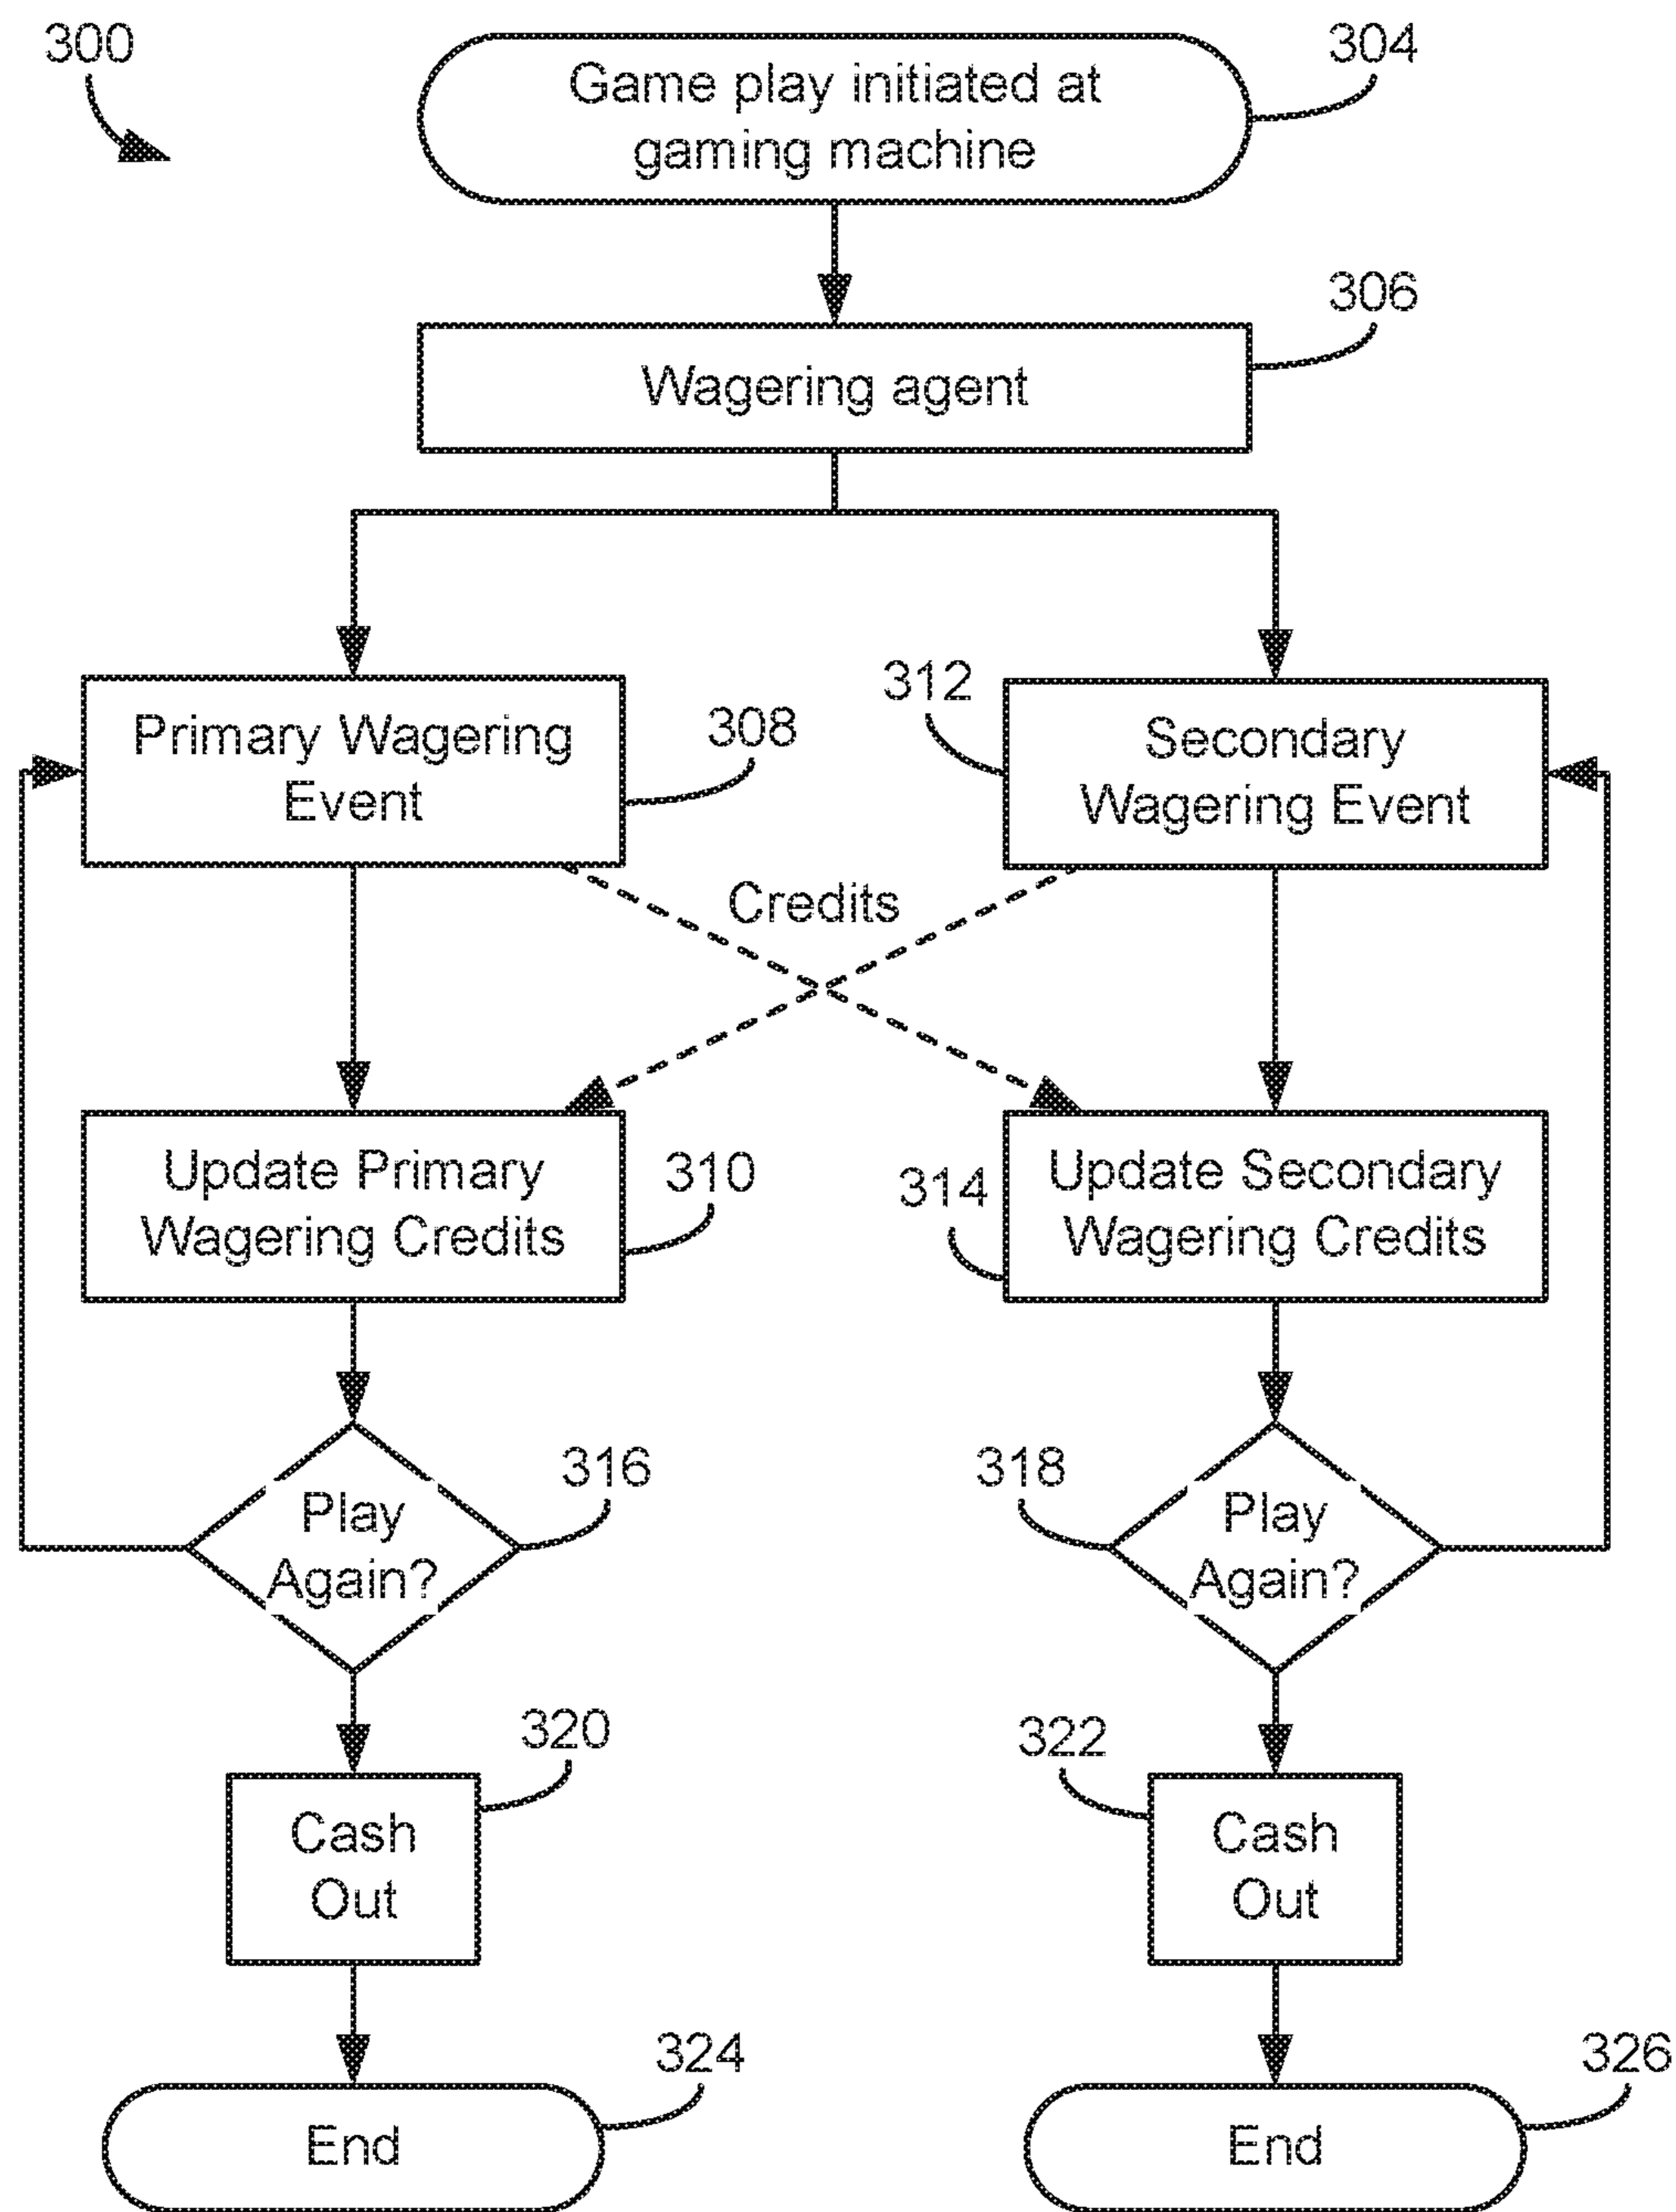 300
304
Game play initiated at
gaming machine
306
Wagering agent
308
Primary Wagering
Event
312
Secondary
Wagering Event
Credits
310
Update Primary
Wagering Credits
314
Update Secondary
Wagering Credits
316
Play
Again?
318
Play
Again?
320
Cash
Out
322
Cash
Out
324
End
326
End